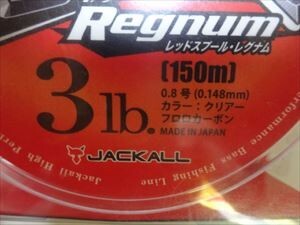 Regnum
レッドスプール・レグナム
3lb.
[150m]
0.8号 (0.148mm)
カラー：クリアー
フロロカーボン
MADE IN JAPAN
JACKALL
Jackall High Performance Bass Fishing Line